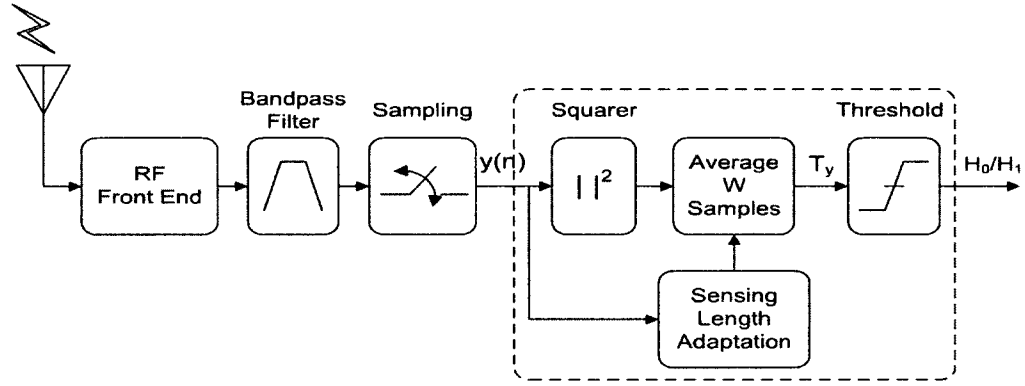 Bandpass
Filter
Sampling
Squarer
Threshold
RF
Front End
y(n)
| |²
Average
W
Samples
Tᵧ
H₀/H₁
Sensing
Length
Adaptation